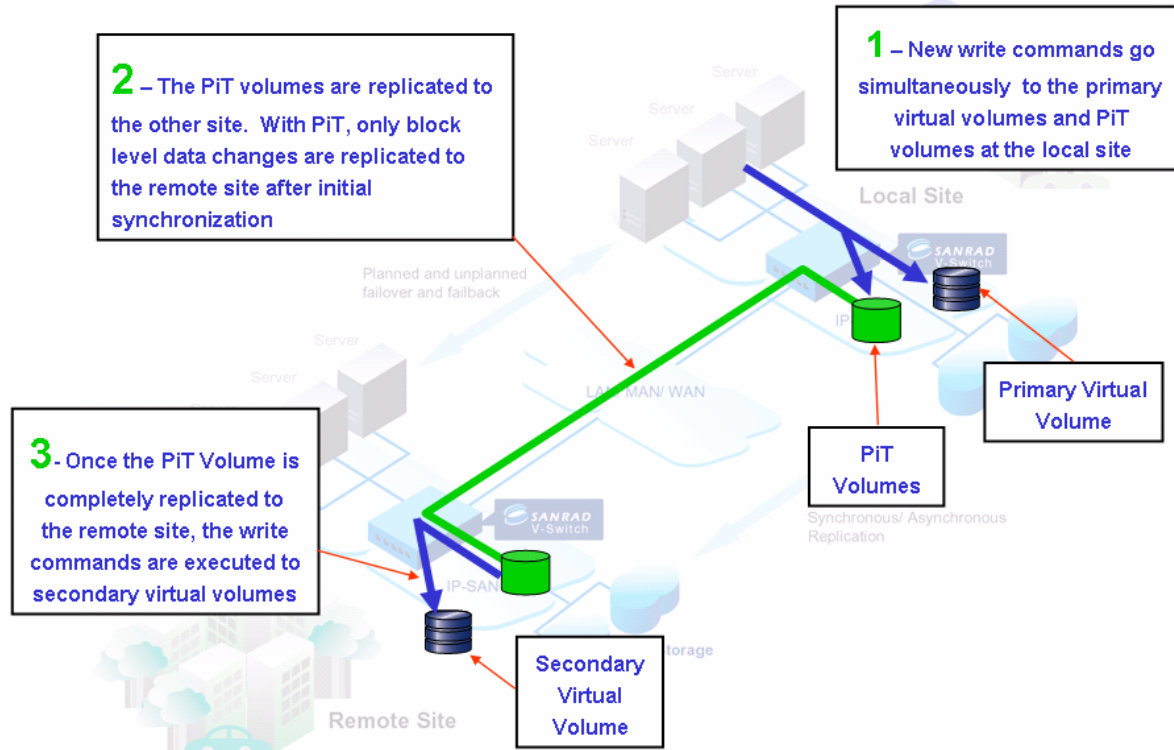 1 – New write commands go
simultaneously to the primary
virtual volumes and PiT
volumes at the local site
2 – The PiT volumes are replicated to
the other site. With PiT, only block
level data changes are replicated to
the remote site after initial
synchronization
Server
Server
Server
Local Site
SANRAD
V-Switch
Planned and unplanned
failover and failback
IP
Server
Server
LAN/ MAN/ WAN
Primary Virtual
Volume
PiT
Volumes
Synchronous/ Asynchronous
Replication
3- Once the PiT Volume is
completely replicated to
the remote site, the write
commands are executed to
secondary virtual volumes
SANRAD
V-Switch
IP-SAN
torage
Secondary
Virtual
Volume
Remote Site